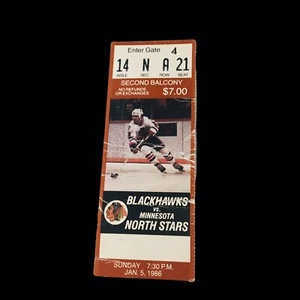 Enter Gate 4
14 N A 21
AISLE SEC ROW SEAT
SECOND BALCONY
NO REFUNDS
OR EXCHANGES
$7.00
BLACKHAWKS
VS.
MINNESOTA
NORTH STARS
SUNDAY 7:30 P.M.
JAN. 5, 1986